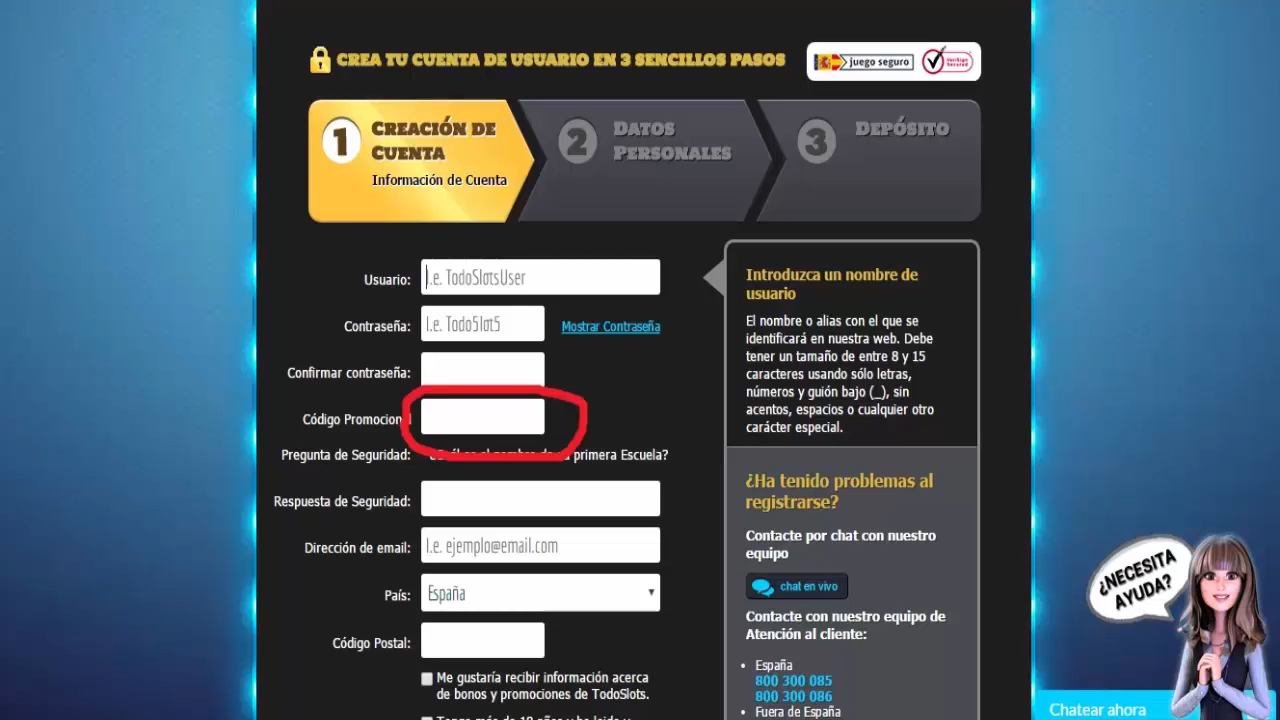 CREA TU CUENTA DE USUARIO EN 3 SENCILLOS PASOS
juego seguro
1
CREACIÓN DE
CUENTA
Información de Cuenta
2
DATOS
PERSONALES
3
DEPÓSITO
Usuario:
I.e. TodoSlotsUser
Contraseña:
I.e. Todo5lot5
Mostrar Contraseña
Confirmar contraseña:
Código
Pregunta de Seguridad:
primera Escuela?
Respuesta de Seguridad:
Dirección de email:
I.e. ejemplo@email.com
País:
España
Código Postal:
Me gustaría recibir información acerca
de bonos y promociones de TodoSlots.
Introduzca un nombre de
usuario
El nombre o alias con el que se
identificará en nuestra web. Debe
tener un tamaño de entre 8 y 15
caracteres usando sólo letras,
números y guión bajo (_), sin
acentos, espacios o cualquier otro
carácter especial.
¿Ha tenido problemas al
registrarse?
Contacte por chat con nuestro
equipo
chat en vivo
Contacte con nuestro equipo de
Atención al cliente:
• España
800 300 085
800 300 086
• Fuera de España
¿NECESITA
AYUDA?
Chatear ahora